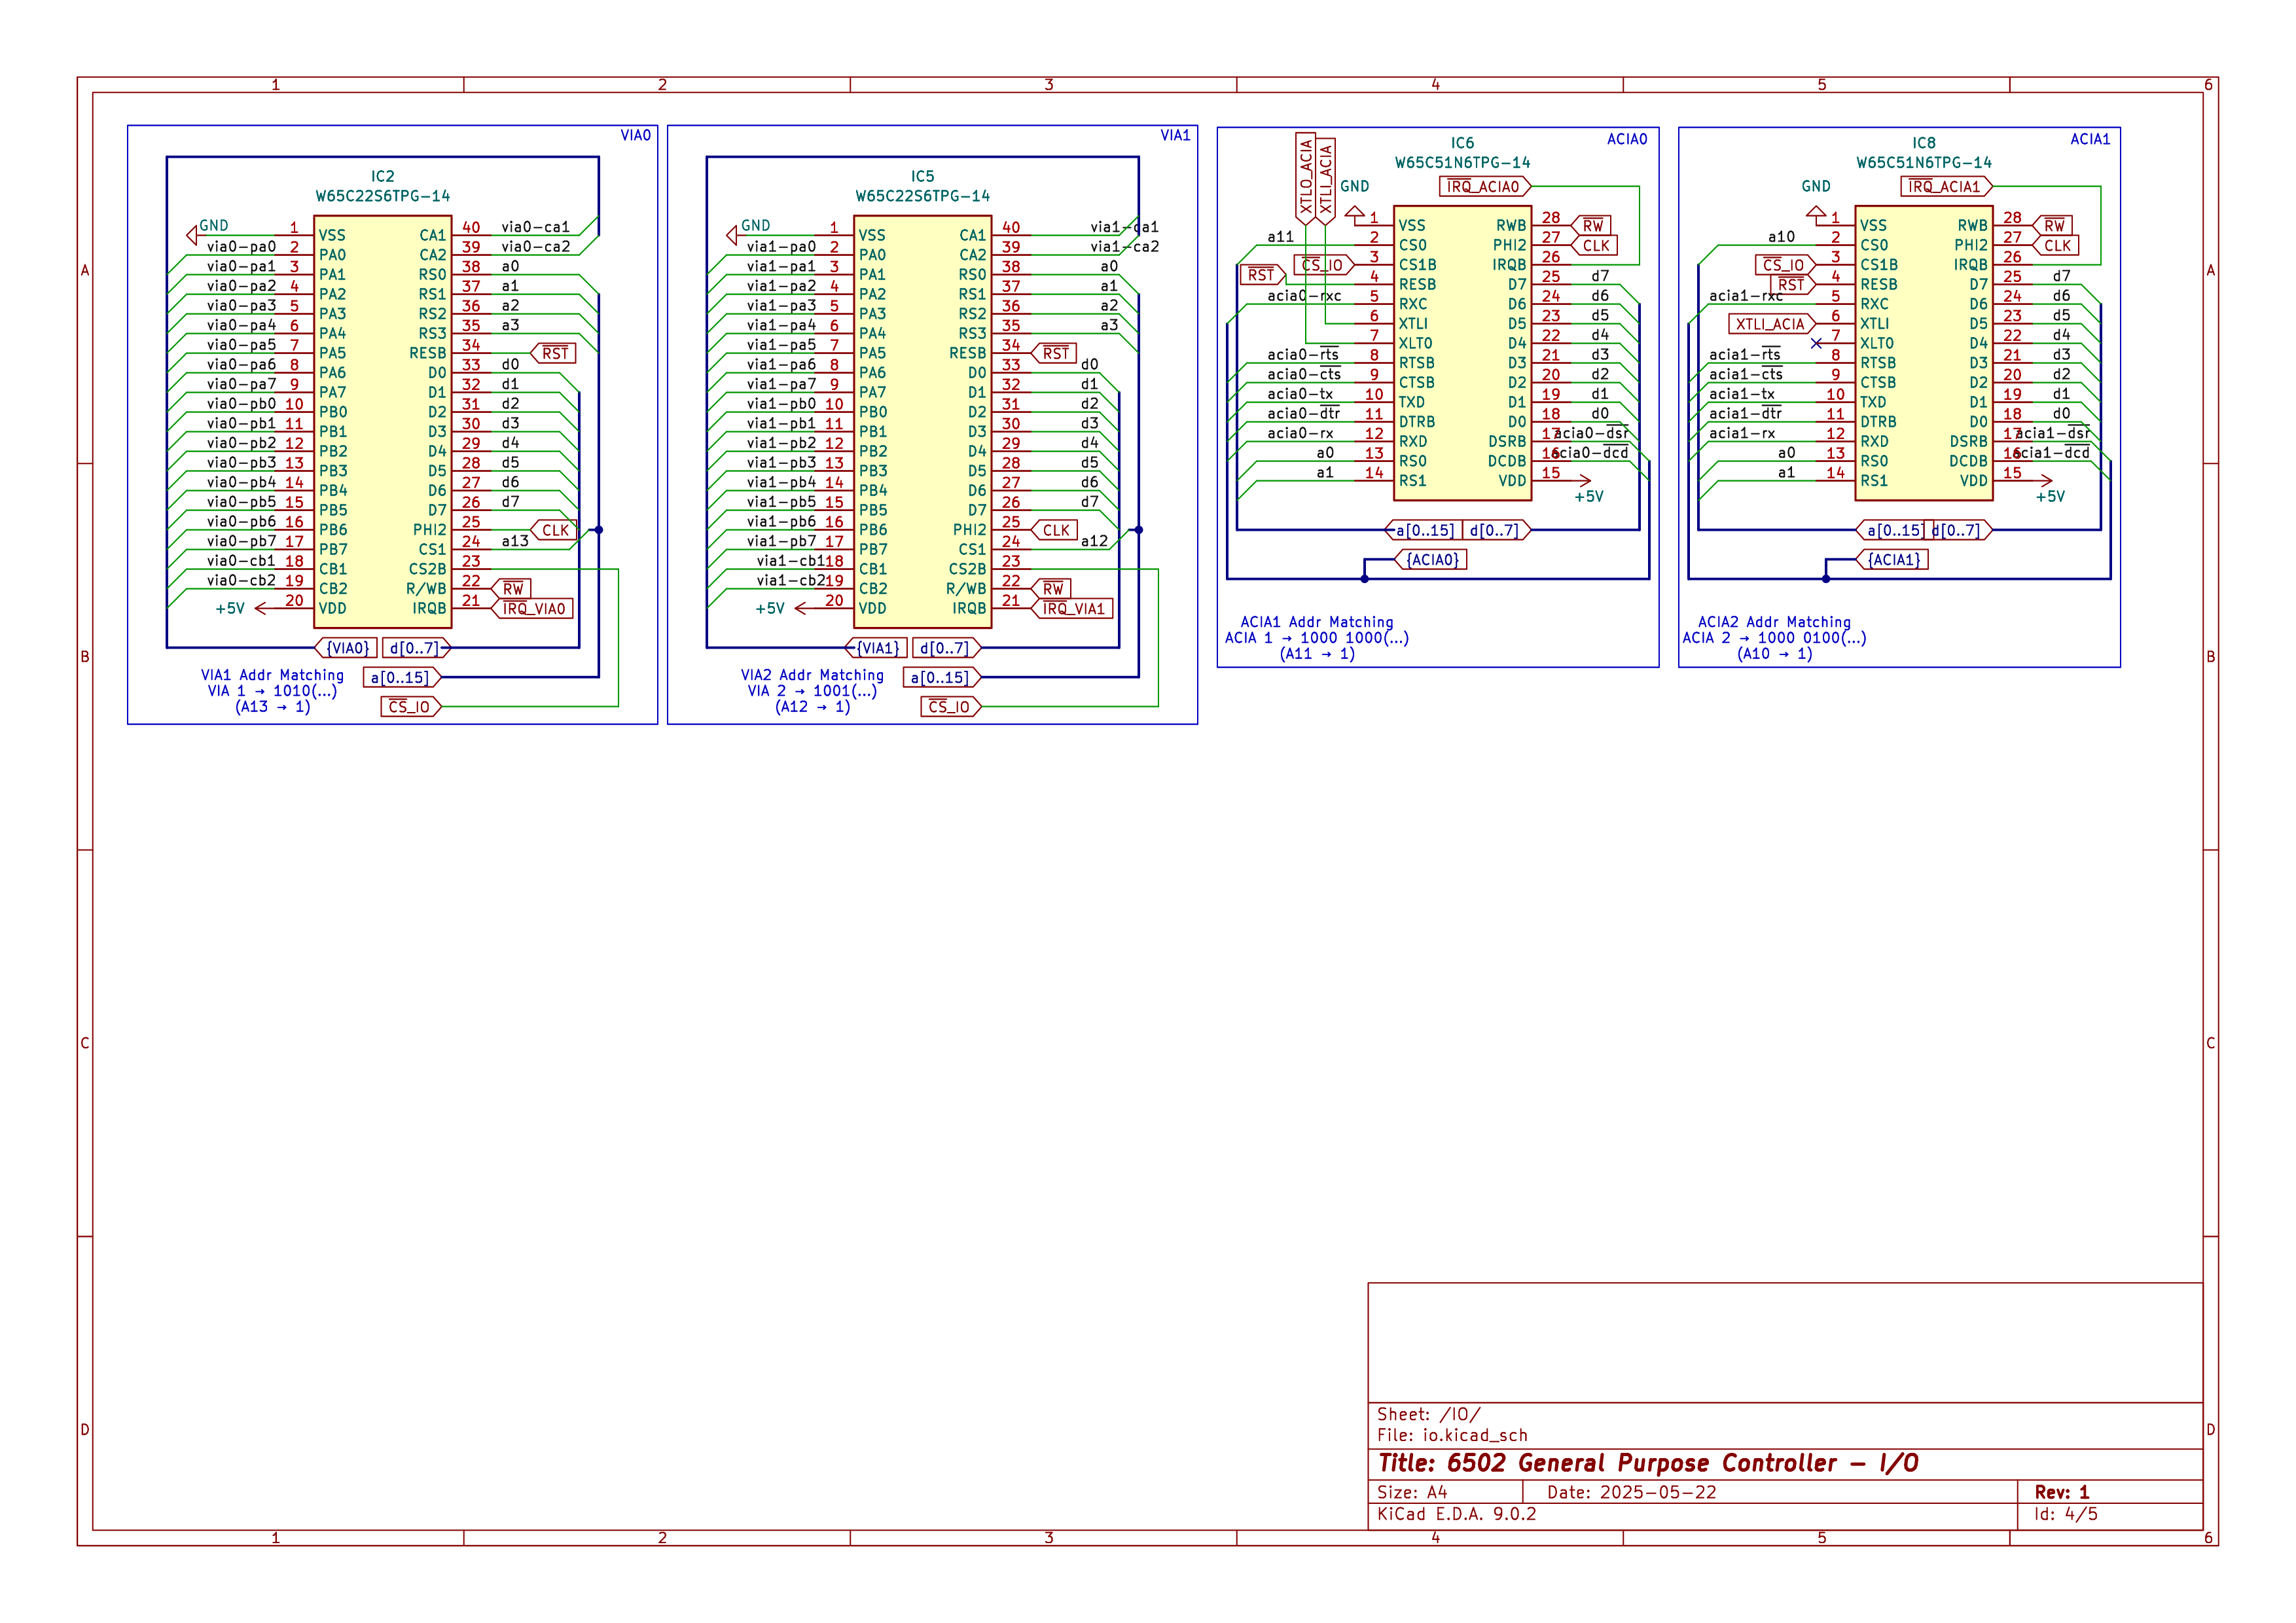 1 2 3 4 5 6
A
B
C
D
VIA0
IC2
W65C22S6TPG-14
GND
1 VSS
via0-pa0 2 PA0
via0-pa1 3 PA1
via0-pa2 4 PA2
via0-pa3 5 PA3
via0-pa4 6 PA4
via0-pa5 7 PA5
via0-pa6 8 PA6
via0-pa7 9 PA7
via0-pb0 10 PB0
via0-pb1 11 PB1
via0-pb2 12 PB2
via0-pb3 13 PB3
via0-pb4 14 PB4
via0-pb5 15 PB5
via0-pb6 16 PB6
via0-pb7 17 PB7
via0-cb1 18 CB1
via0-cb2 19 CB2
+5V 20 VDD
CA1 40 via0-ca1
CA2 39 via0-ca2
RS0 38 a0
RS1 37 a1
RS2 36 a2
RS3 35 a3
RESB 34 RST
D0 33 d0
D1 32 d1
D2 31 d2
D3 30 d3
D4 29 d4
D5 28 d5
D6 27 d6
D7 26 d7
PHI2 25 CLK
CS1 24 a13
CS2B 23
R/WB 22 RW
IRQB 21 IRQ_VIA0
{VIA0} d[0..7]
a[0..15]
CS_IO
VIA1 Addr Matching
VIA 1 → 1010(...)
(A13 → 1)
VIA1
IC5
W65C22S6TPG-14
GND
1 VSS
via1-pa0 2 PA0
via1-pa1 3 PA1
via1-pa2 4 PA2
via1-pa3 5 PA3
via1-pa4 6 PA4
via1-pa5 7 PA5
via1-pa6 8 PA6
via1-pa7 9 PA7
via1-pb0 10 PB0
via1-pb1 11 PB1
via1-pb2 12 PB2
via1-pb3 13 PB3
via1-pb4 14 PB4
via1-pb5 15 PB5
via1-pb6 16 PB6
via1-pb7 17 PB7
via1-cb1 18 CB1
via1-cb2 19 CB2
+5V 20 VDD
CA1 40 via1-ca1
CA2 39 via1-ca2
RS0 38 a0
RS1 37 a1
RS2 36 a2
RS3 35 a3
RESB 34 RST
D0 33 d0
D1 32 d1
D2 31 d2
D3 30 d3
D4 29 d4
D5 28 d5
D6 27 d6
D7 26 d7
PHI2 25 CLK
CS1 24 a12
CS2B 23
R/WB 22 RW
IRQB 21 IRQ_VIA1
{VIA1} d[0..7]
a[0..15]
CS_IO
VIA2 Addr Matching
VIA 2 → 1001(...)
(A12 → 1)
ACIA0
IC6
W65C51N6TPG-14
XTLO_ACIA
XTLI_ACIA
GND
IRQ_ACIA0
1 VSS
a11 2 CS0
CS_IO 3 CS1B
RST 4 RESB
acia0-rxc 5 RXC
6 XTLI
7 XLTO
acia0-rts 8 RTSB
acia0-cts 9 CTSB
acia0-tx 10 TXD
acia0-dtr 11 DTRB
acia0-rx 12 RXD
a0 13 RS0
a1 14 RS1
RWB 28 RW
PHI2 27 CLK
IRQB 26
D7 25 d7
D6 24 d6
D5 23 d5
D4 22 d4
D3 21 d3
D2 20 d2
D1 19 d1
D0 18 d0
DSRB 17 acia0-dsr
DCDB 16 acia0-dcd
VDD 15
+5V
a[0..15] d[0..7]
{ACIA0}
ACIA1 Addr Matching
ACIA 1 → 1000 1000(...)
(A11 → 1)
ACIA1
IC8
W65C51N6TPG-14
GND
IRQ_ACIA1
1 VSS
a10 2 CS0
CS_IO 3 CS1B
RST 4 RESB
acia1-rxc 5 RXC
XTLI_ACIA 6 XTLI
7 XLTO
acia1-rts 8 RTSB
acia1-cts 9 CTSB
acia1-tx 10 TXD
acia1-dtr 11 DTRB
acia1-rx 12 RXD
a0 13 RS0
a1 14 RS1
RWB 28 RW
PHI2 27 CLK
IRQB 26
D7 25 d7
D6 24 d6
D5 23 d5
D4 22 d4
D3 21 d3
D2 20 d2
D1 19 d1
D0 18 d0
DSRB 17 acia1-dsr
DCDB 16 acia1-dcd
VDD 15
+5V
a[0..15] d[0..7]
{ACIA1}
ACIA2 Addr Matching
ACIA 2 → 1000 0100(...)
(A10 → 1)
A
B
C
D
Sheet: /IO/
File: io.kicad_sch
Title: 6502 General Purpose Controller - I/O
Size: A4 Date: 2025-05-22 Rev: 1
KiCad E.D.A. 9.0.2 Id: 4/5
1 2 3 4 5 6